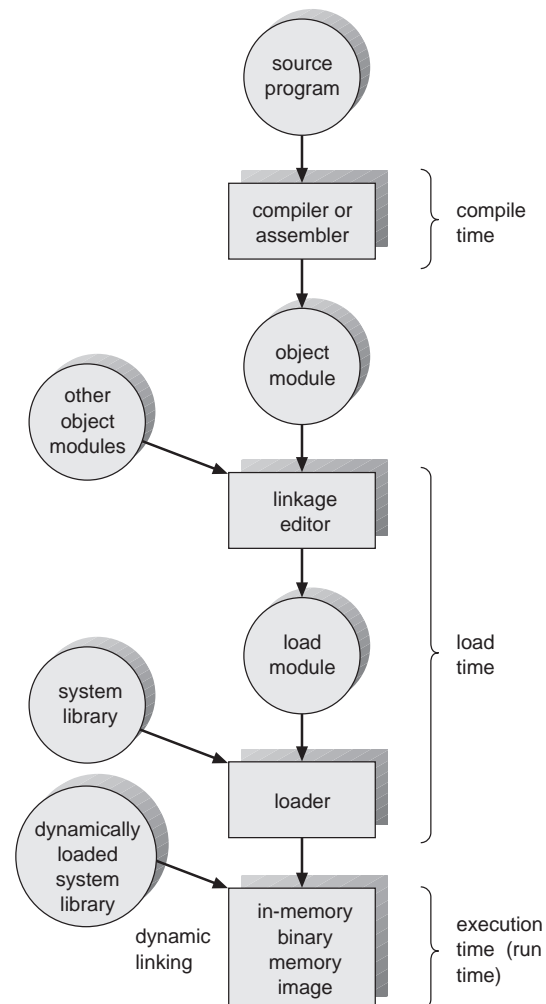 source
program
compiler or
assembler
compile
time
object
module
other
object
modules
linkage
editor
load
module
load
time
system
library
loader
dynamically
loaded
system
library
dynamic
linking
in-memory
binary
memory
image
execution
time (run
time)